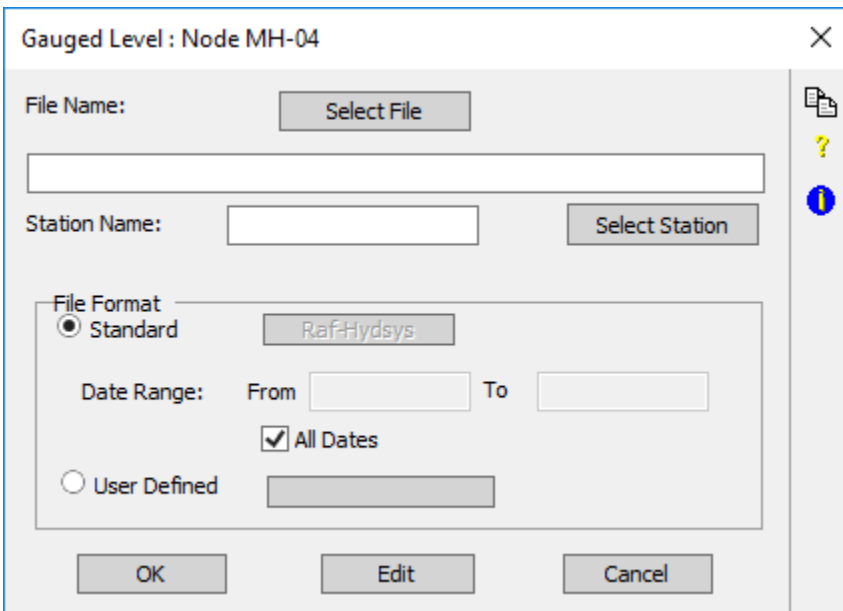 Gauged Level : Node MH-04
File Name: Select File
Station Name: Select Station
File Format
Standard Raf-Hydsys
Date Range: From To
All Dates
User Defined
OK Edit Cancel